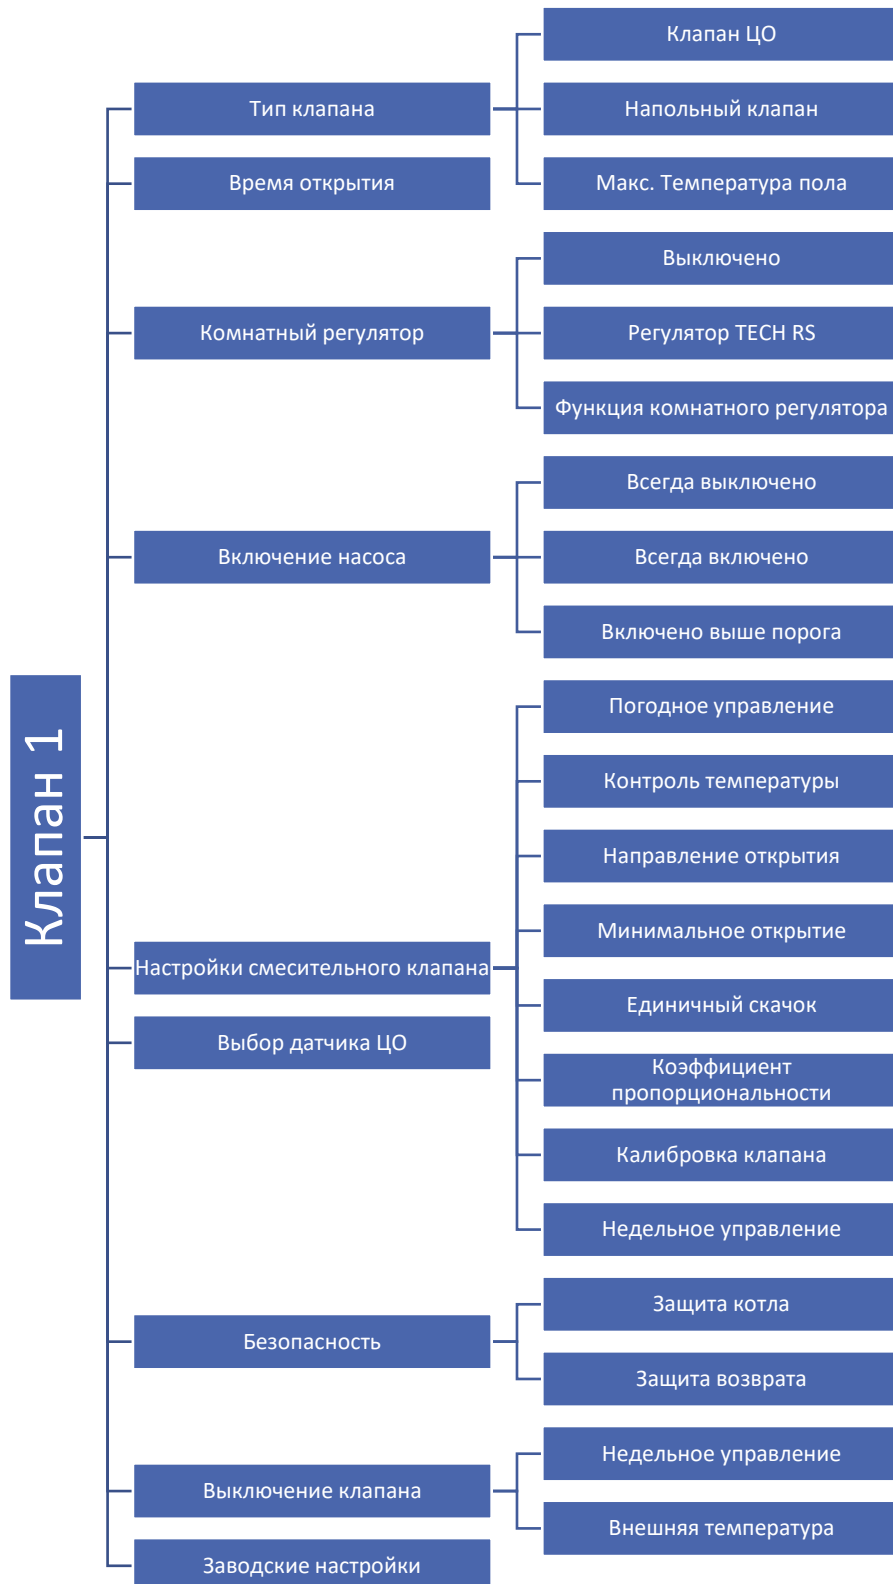 Клапан 1
Тип клапана
Клапан ЦО
Напольный клапан
Макс. Температура пола
Время открытия
Комнатный регулятор
Выключено
Регулятор TECH RS
Функция комнатного регулятора
Включение насоса
Всегда выключено
Всегда включено
Включено выше порога
Настройки смесительного клапана
Погодное управление
Контроль температуры
Направление открытия
Минимальное открытие
Единичный скачок
Коэффициент
пропорциональности
Калибровка клапана
Недельное управление
Выбор датчика ЦО
Безопасность
Защита котла
Защита возврата
Выключение клапана
Недельное управление
Внешняя температура
Заводские настройки